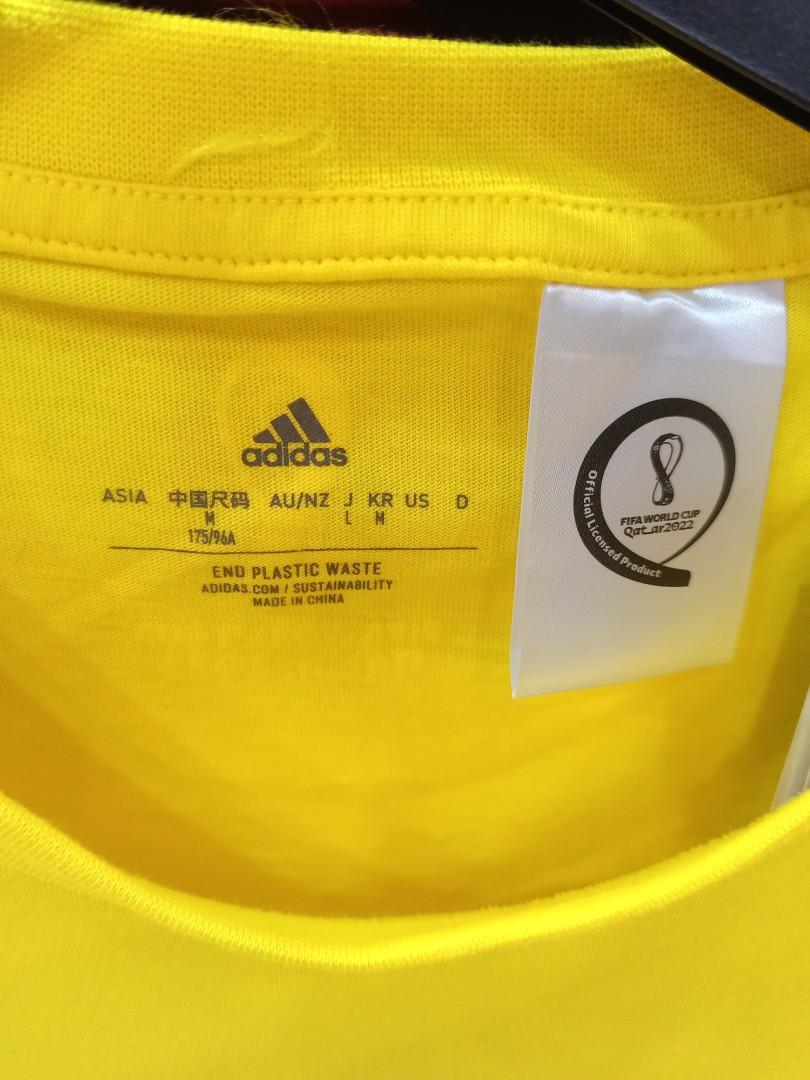 adidas
ASIA 中国尺码 AU/NZ J KR US D
M L M
175/96A
END PLASTIC WASTE
ADIDAS.COM / SUSTAINABILITY
MADE IN CHINA
Official Licensed Product
FIFA WORLD CUP
Qatar2022